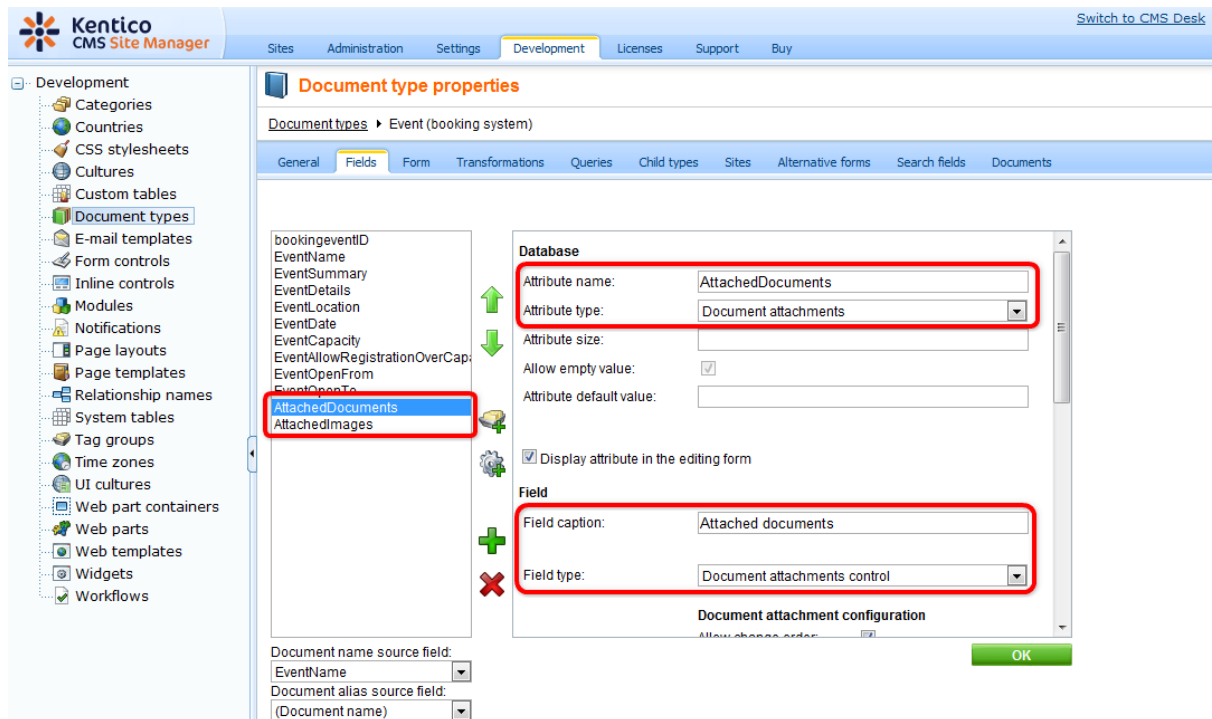 Kentico
CMS Site Manager
Switch to CMS Desk
Sites Administration Settings Development Licenses Support Buy
Development
Categories
Countries
CSS stylesheets
Cultures
Custom tables
Document types
E-mail templates
Form controls
Inline controls
Modules
Notifications
Page layouts
Page templates
Relationship names
System tables
Tag groups
Time zones
UI cultures
Web part containers
Web parts
Web templates
Widgets
Workflows
Document type properties
Document types Event (booking system)
General Fields Form Transformations Queries Child types Sites Alternative forms Search fields Documents
bookingeventID
EventName
EventSummary
EventDetails
EventLocation
EventDate
EventCapacity
EventAllowRegistrationOverCap
EventOpenFrom
EventOpenTo
AttachedDocuments
AttachedImages
Document name source field:
EventName
Document alias source field:
(Document name)
Database
Attribute name: AttachedDocuments
Attribute type: Document attachments
Attribute size:
Allow empty value:
Attribute default value:
Display attribute in the editing form
Field
Field caption: Attached documents
Field type: Document attachments control
Document attachment configuration
Allow change order:
OK